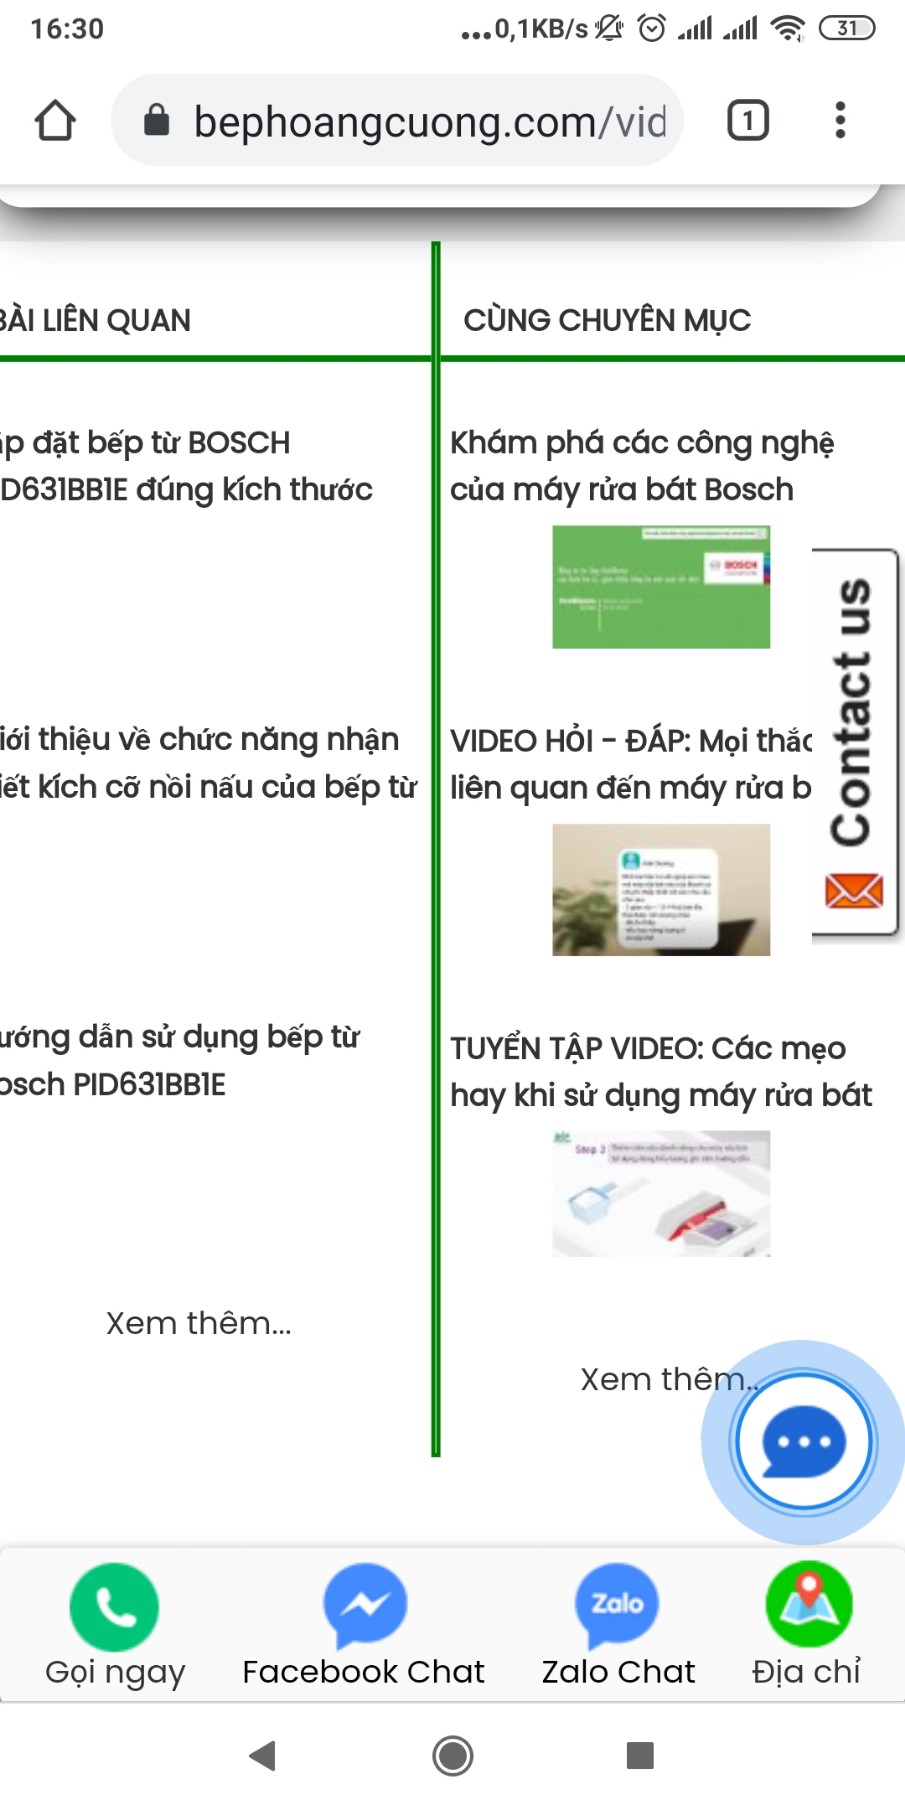 16:30
...0,1KB/s
31
bephoangcuong.com/vid
1
BÀI LIÊN QUAN
ắp đặt bếp từ BOSCH
D631BB1E đúng kích thước
iới thiệu về chức năng nhận
iết kích cỡ nồi nấu của bếp từ
ướng dẫn sử dụng bếp từ
osch PID631BB1E
Xem thêm...
CÙNG CHUYÊN MỤC
Khám phá các công nghệ
của máy rửa bát Bosch
BOSCH
VIDEO HỎI - ĐÁP: Mọi thắc
liên quan đến máy rửa b
TUYỂN TẬP VIDEO: Các mẹo
hay khi sử dụng máy rửa bát
Step 2
Xem thêm..
Contact us
Gọi ngay
Facebook Chat
Zalo
Zalo Chat
Địa chỉ